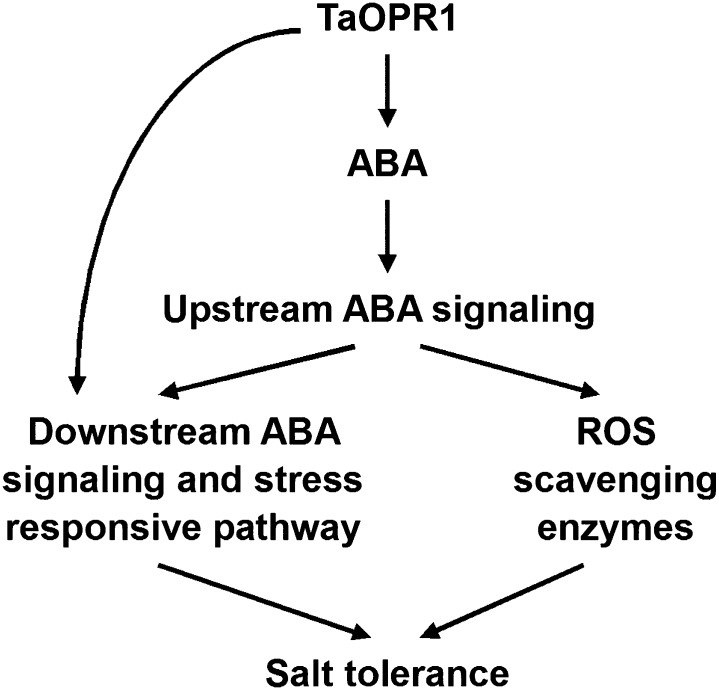 TaOPR1
ABA
Upstream ABA signaling
Downstream ABA
signaling and stress
responsive pathway
ROS
scavenging
enzymes
Salt tolerance